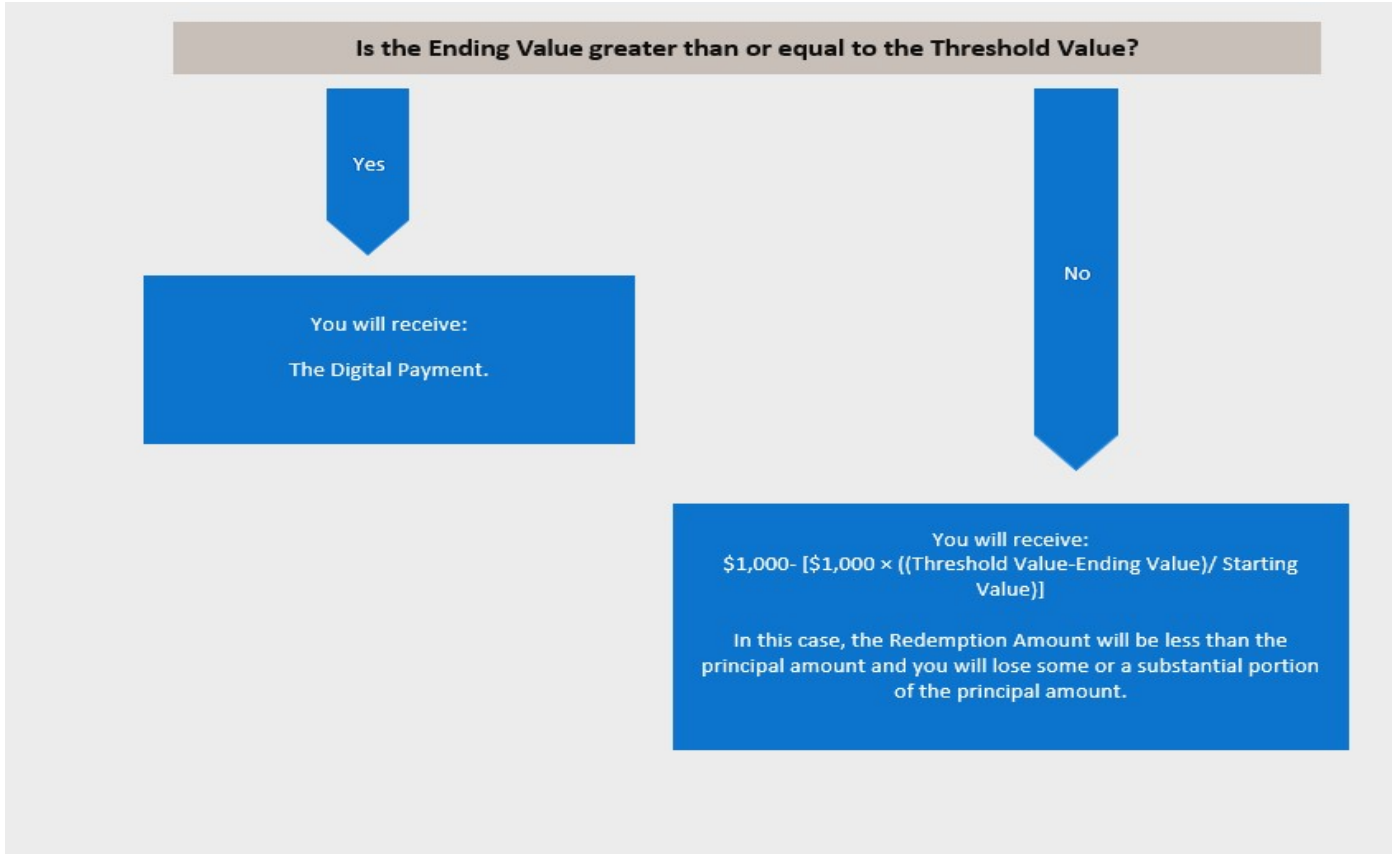 Is the Ending Value greater than or equal to the Threshold Value?
Yes
No
You will receive:
The Digital Payment.
You will receive:
$1,000- [$1,000 × ((Threshold Value-Ending Value)/ Starting
Value)]
In this case, the Redemption Amount will be less than the
principal amount and you will lose some or a substantial portion
of the principal amount.